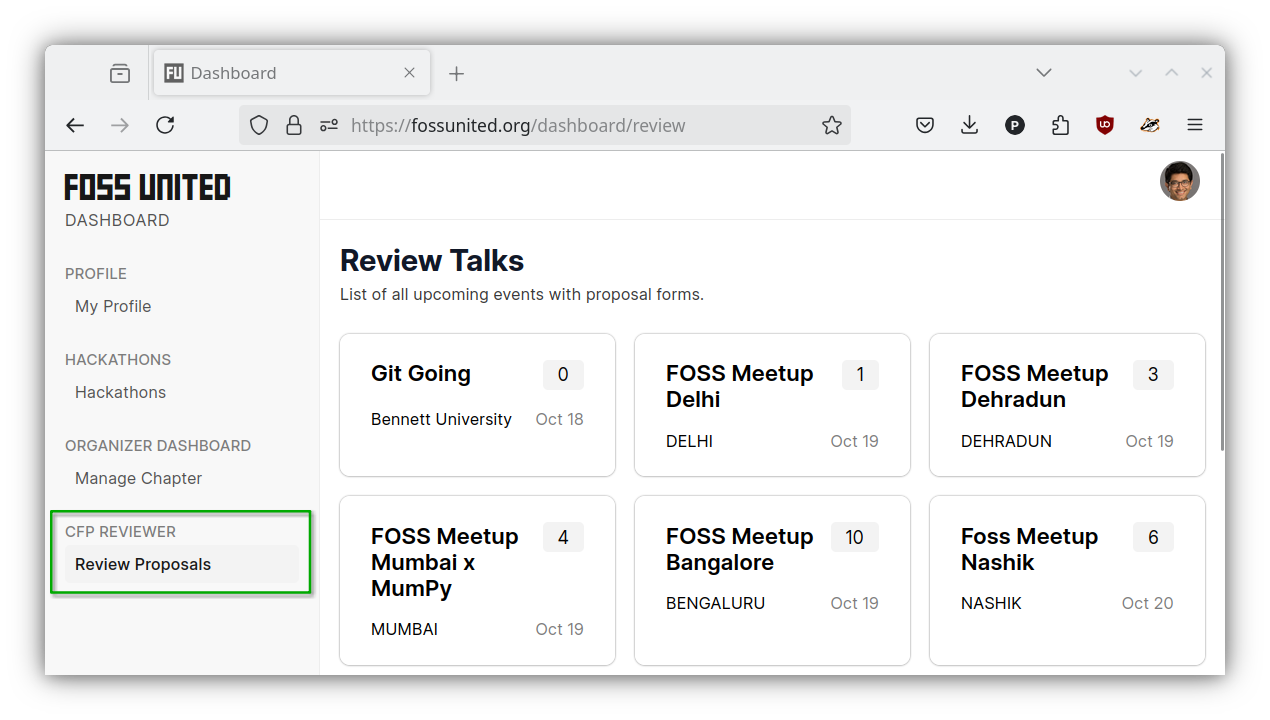 FU Dashboard
https://fossunited.org/dashboard/review
P
UO
FOSS UNITED
DASHBOARD
PROFILE
My Profile
HACKATHONS
Hackathons
ORGANIZER DASHBOARD
Manage Chapter
CFP REVIEWER
Review Proposals
Review Talks
List of all upcoming events with proposal forms.
Git Going 0
Bennett University Oct 18
FOSS Meetup 1
Delhi
DELHI Oct 19
FOSS Meetup 3
Dehradun
DEHRADUN Oct 19
FOSS Meetup 4
Mumbai x
MumPy
MUMBAI Oct 19
FOSS Meetup 10
Bangalore
BENGALURU Oct 19
Foss Meetup 6
Nashik
NASHIK Oct 20